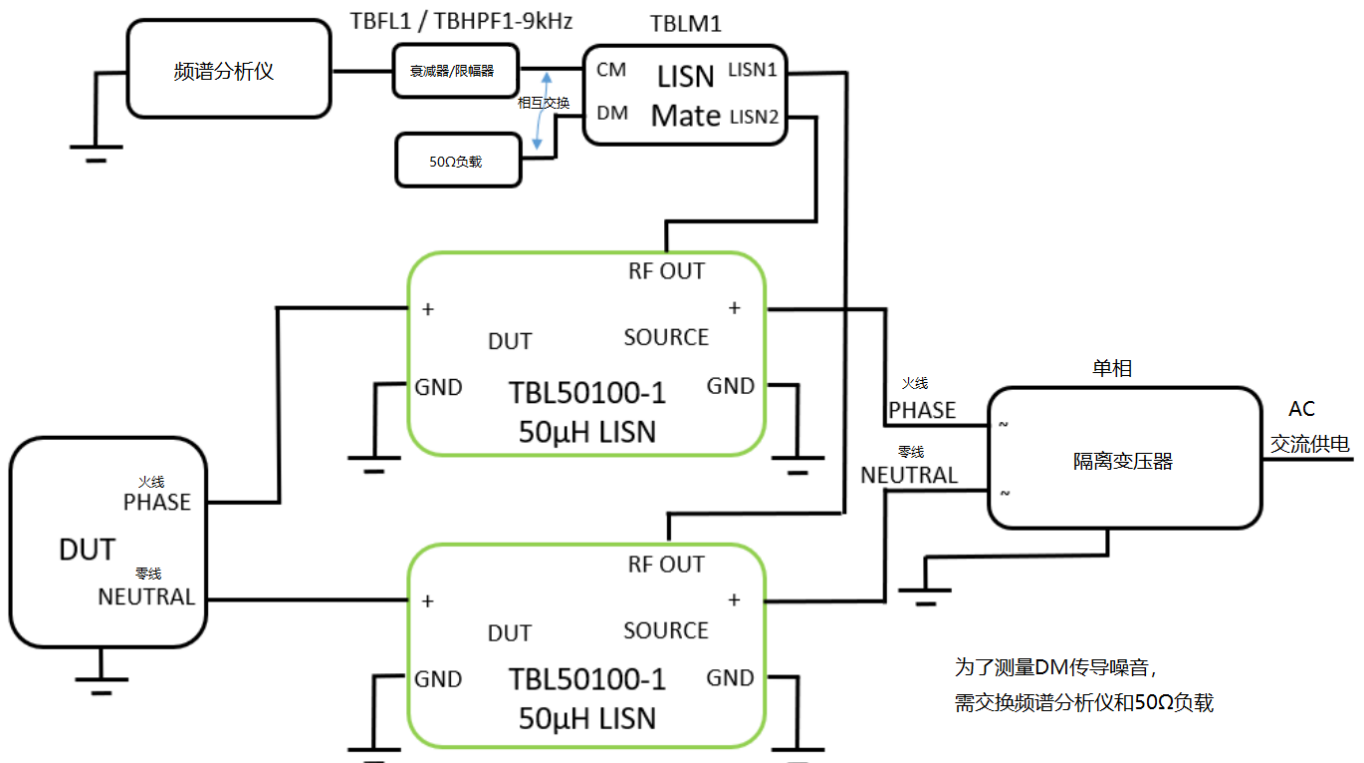 TBFL1 / TBHPF1-9kHz
TBLM1
频谱分析仪
衰减器/限幅器
相互交换
50Ω负载
CM
DM
LISN
Mate
LISN1
LISN2
RF OUT
+
+
DUT
SOURCE
GND
GND
TBL50100-1
50µH LISN
单相
火线
PHASE
零线
NEUTRAL
~
~
隔离变压器
AC
交流供电
DUT
火线
PHASE
零线
NEUTRAL
RF OUT
+
+
DUT
SOURCE
GND
GND
TBL50100-1
50µH LISN
为了测量DM传导噪音，
需交换频谱分析仪和50Ω负载